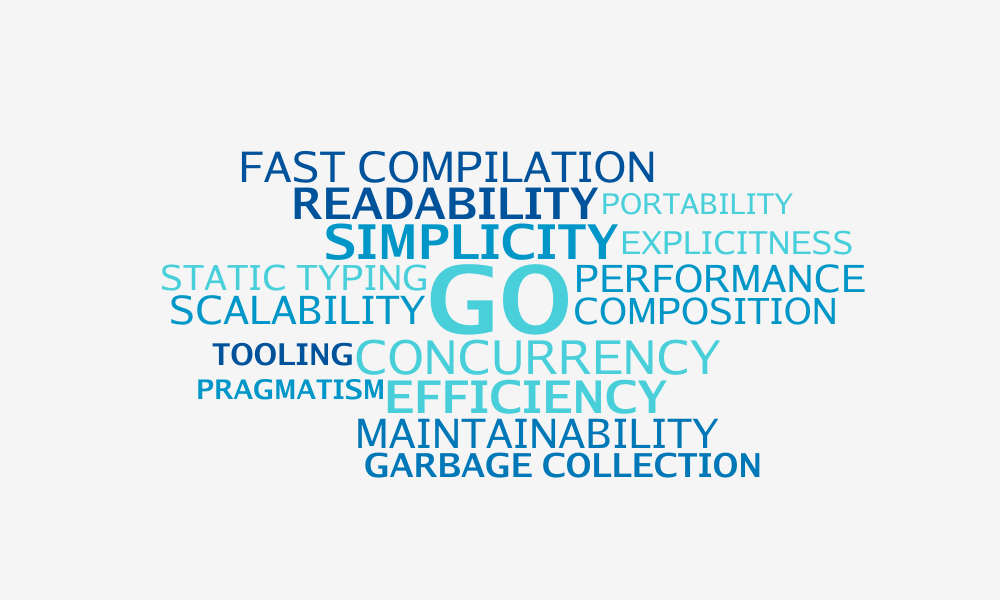 FAST COMPILATION
READABILITY
PORTABILITY
SIMPLICITY
EXPLICITNESS
STATIC TYPING
GO
PERFORMANCE
SCALABILITY
COMPOSITION
TOOLING
CONCURRENCY
PRAGMATISM
EFFICIENCY
MAINTAINABILITY
GARBAGE COLLECTION